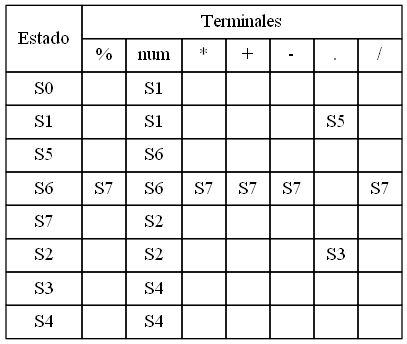 Estado Terminales
% num * + - . /
S0 S1
S1 S1 S5
S5 S6
S6 S7 S6 S7 S7 S7 S7
S7 S2
S2 S2 S3
S3 S4
S4 S4